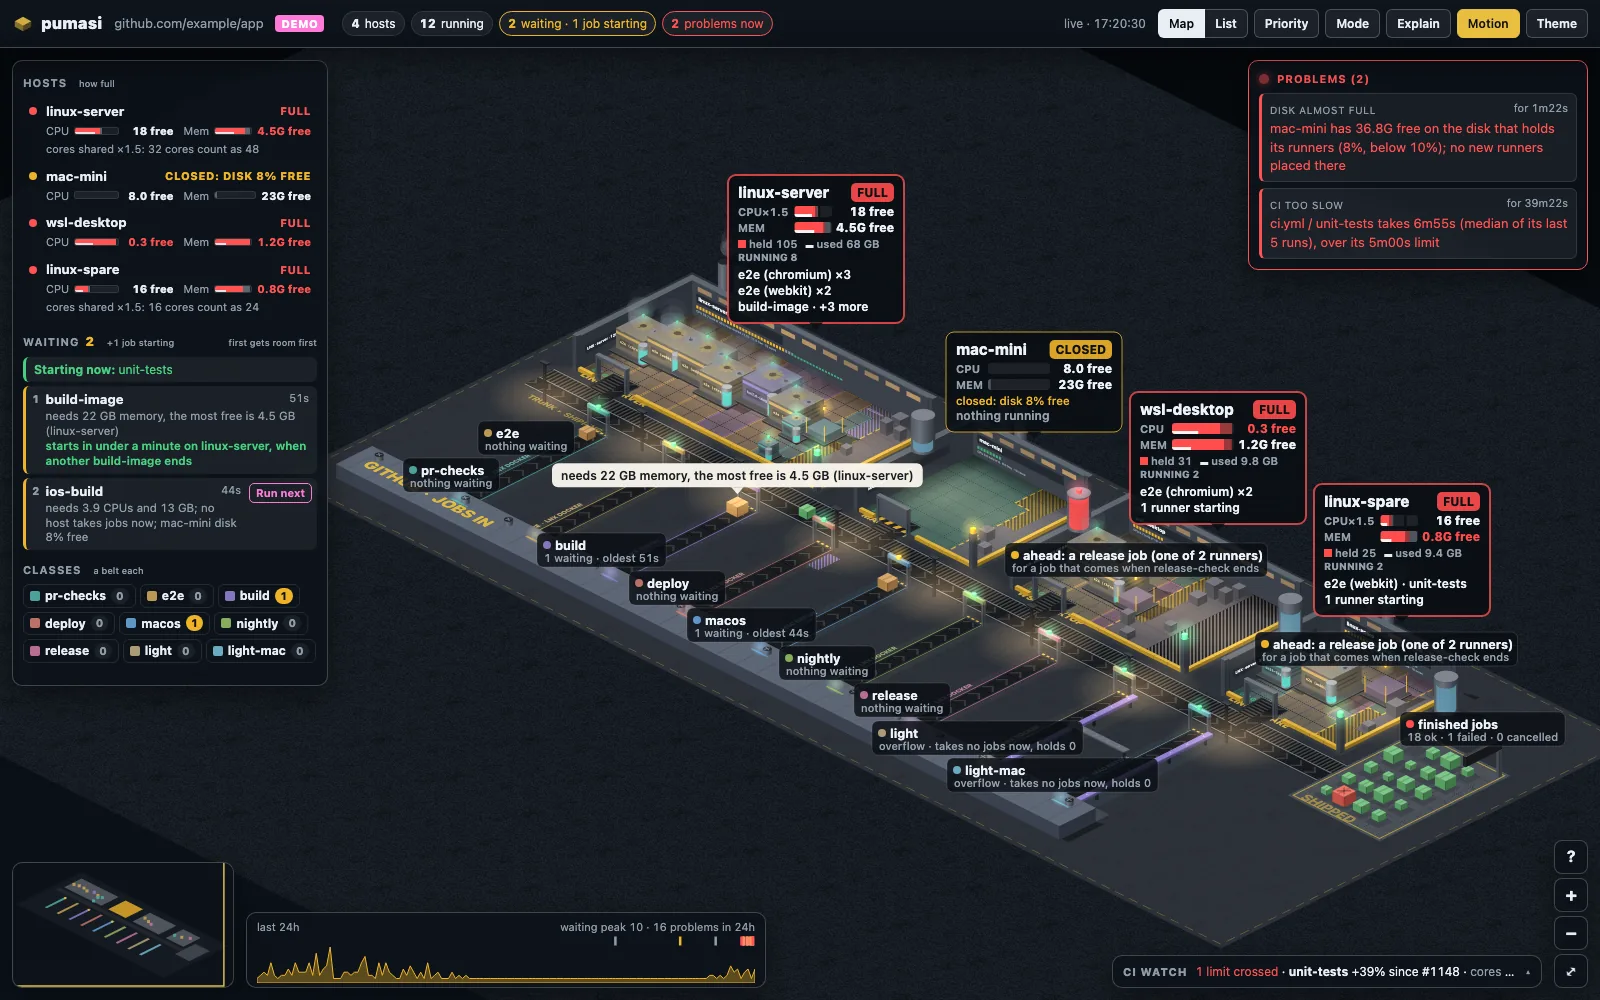 pumasi github.com/example/app DEMO 4 hosts 12 running 2 waiting · 1 job starting 2 problems now live · 17:20:30 Map List Priority Mode Explain Motion Theme
HOSTS how full
linux-server FULL
CPU 18 free Mem 4.5G free
cores shared ×1.5: 32 cores count as 48
mac-mini CLOSED: DISK 8% FREE
CPU 8.0 free Mem 23G free
wsl-desktop FULL
CPU 0.3 free Mem 1.2G free
linux-spare FULL
CPU 16 free Mem 0.8G free
cores shared ×1.5: 16 cores count as 24
WAITING 2 +1 job starting first gets room first
Starting now: unit-tests
1 build-image 51s
needs 22 GB memory, the most free is 4.5 GB
(linux-server)
starts in under a minute on linux-server, when
another build-image ends
2 ios-build 44s Run next
needs 3.9 CPUs and 13 GB; no
host takes jobs now; mac-mini disk
8% free
CLASSES a belt each
pr-checks 0 e2e 0 build 1
deploy 0 macos 1 nightly 0
release 0 light 0 light-mac 0
PROBLEMS (2)
DISK ALMOST FULL for 1m22s
mac-mini has 36.8G free on the disk that holds
its runners (8%, below 10%); no new runners
placed there
CI TOO SLOW for 39m22s
ci.yml / unit-tests takes 6m55s (median of its last
5 runs), over its 5m00s limit
linux-server FULL
CPU×1.5 18 free
MEM 4.5G free
held 105 used 68 GB
RUNNING 8
e2e (chromium) ×3
e2e (webkit) ×2
build-image · +3 more
mac-mini CLOSED
CPU 8.0 free
MEM 23G free
closed: disk 8% free
nothing running
wsl-desktop FULL
CPU 0.3 free
MEM 1.2G free
held 31 used 9.8 GB
RUNNING 2
e2e (chromium) ×2
1 runner starting
linux-spare FULL
CPU×1.5 16 free
MEM 0.8G free
held 25 used 9.4 GB
RUNNING 2
e2e (webkit) · unit-tests
1 runner starting
e2e
nothing waiting
pr-checks
nothing waiting
needs 22 GB memory, the most free is 4.5 GB (linux-server)
build
1 waiting · oldest 51s
deploy
nothing waiting
macos
1 waiting · oldest 44s
nightly
nothing waiting
release
nothing waiting
light
overflow · takes no jobs now, holds 0
light-mac
overflow · takes no jobs now, holds 0
ahead: a release job (one of 2 runners)
for a job that comes when release-check ends
ahead: a release job (one of 2 runners)
for a job that comes when release-check ends
finished jobs
18 ok · 1 failed · 0 cancelled
JOBS IN
SHIPPED
last 24h waiting peak 10 · 16 problems in 24h
CI WATCH 1 limit crossed · unit-tests +39% since #1148 · cores ...
?
+
−